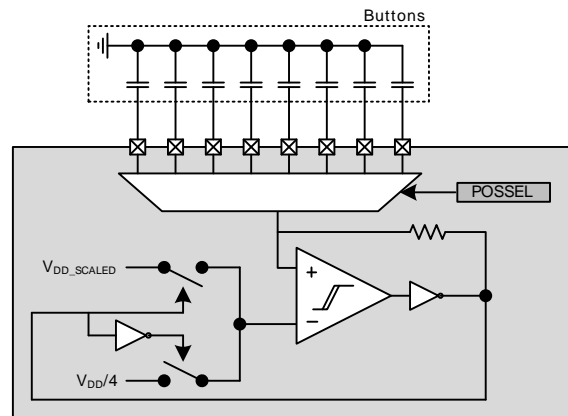 Buttons
POSSEL
VDD_SCALED
+
−
VDD/4